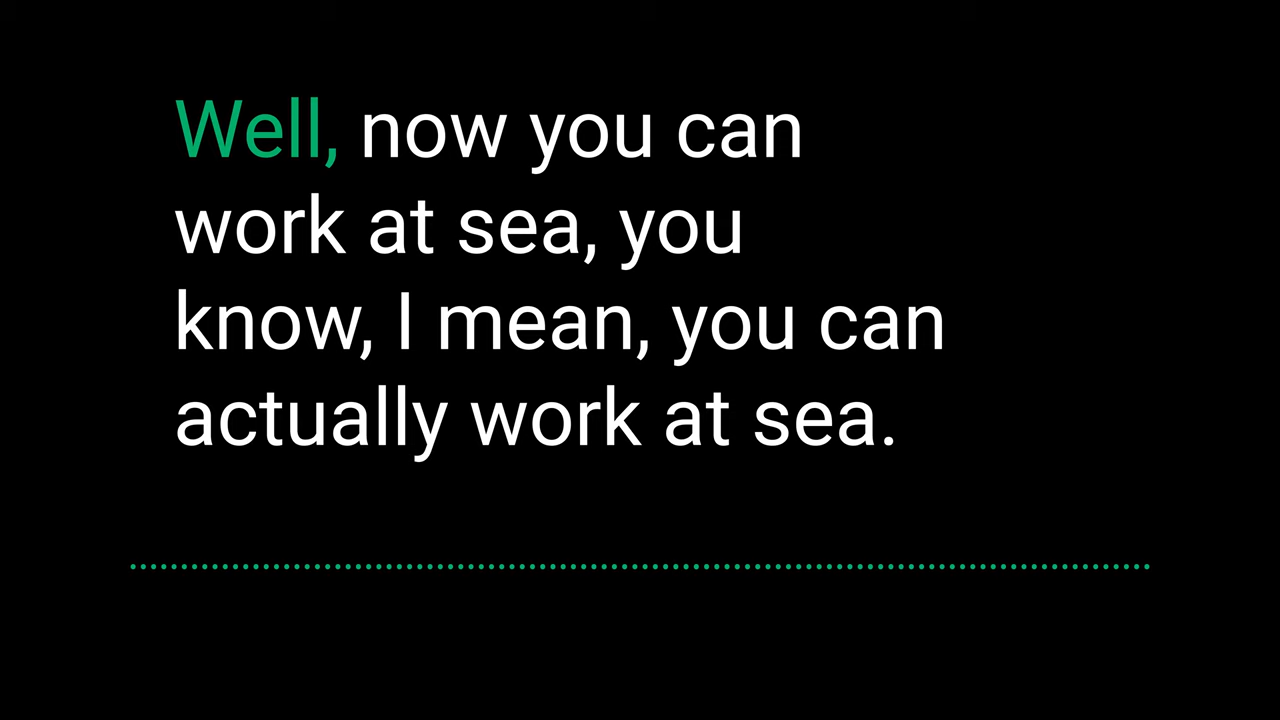 Well, now you can
work at sea, you
know, I mean, you can
actually work at sea.